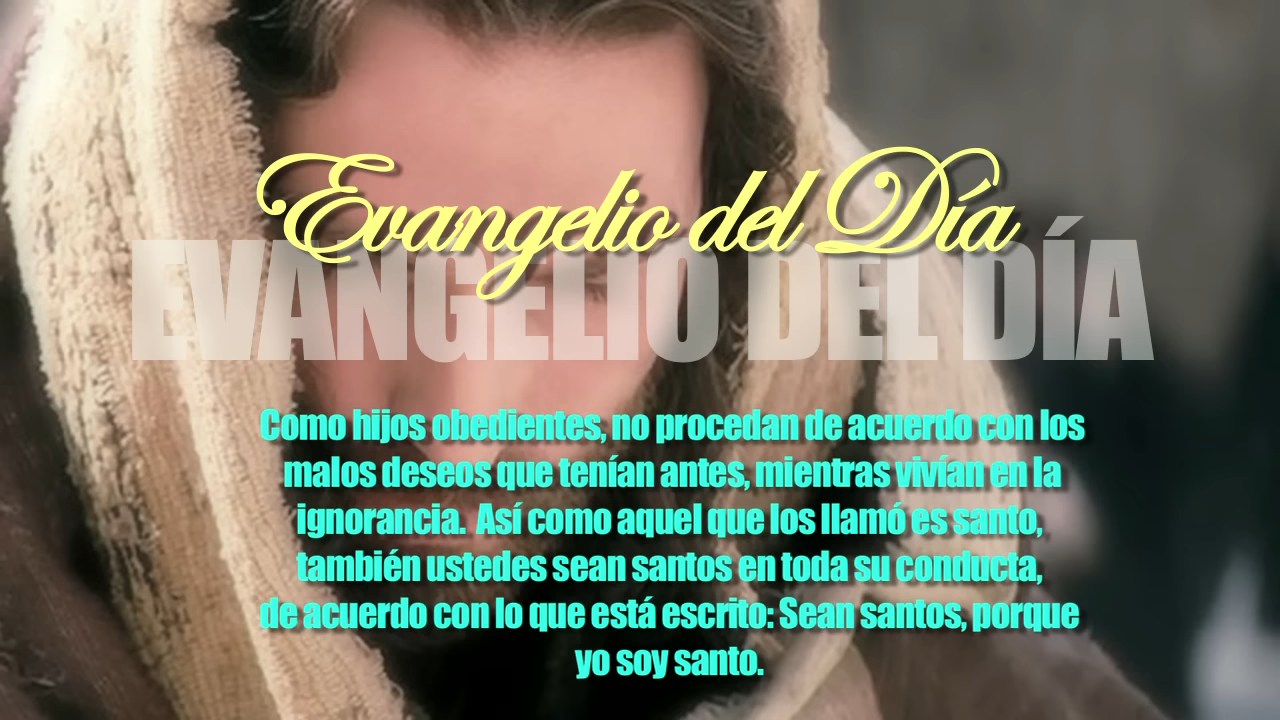 Evangelio del Día
EVANGELIO DEL DÍA
Como hijos obedientes, no procedan de acuerdo con los
malos deseos que tenían antes, mientras vivían en la
ignorancia.  Así como aquel que los llamó es santo,
también ustedes sean santos en toda su conducta,
de acuerdo con lo que está escrito: Sean santos, porque
yo soy santo.